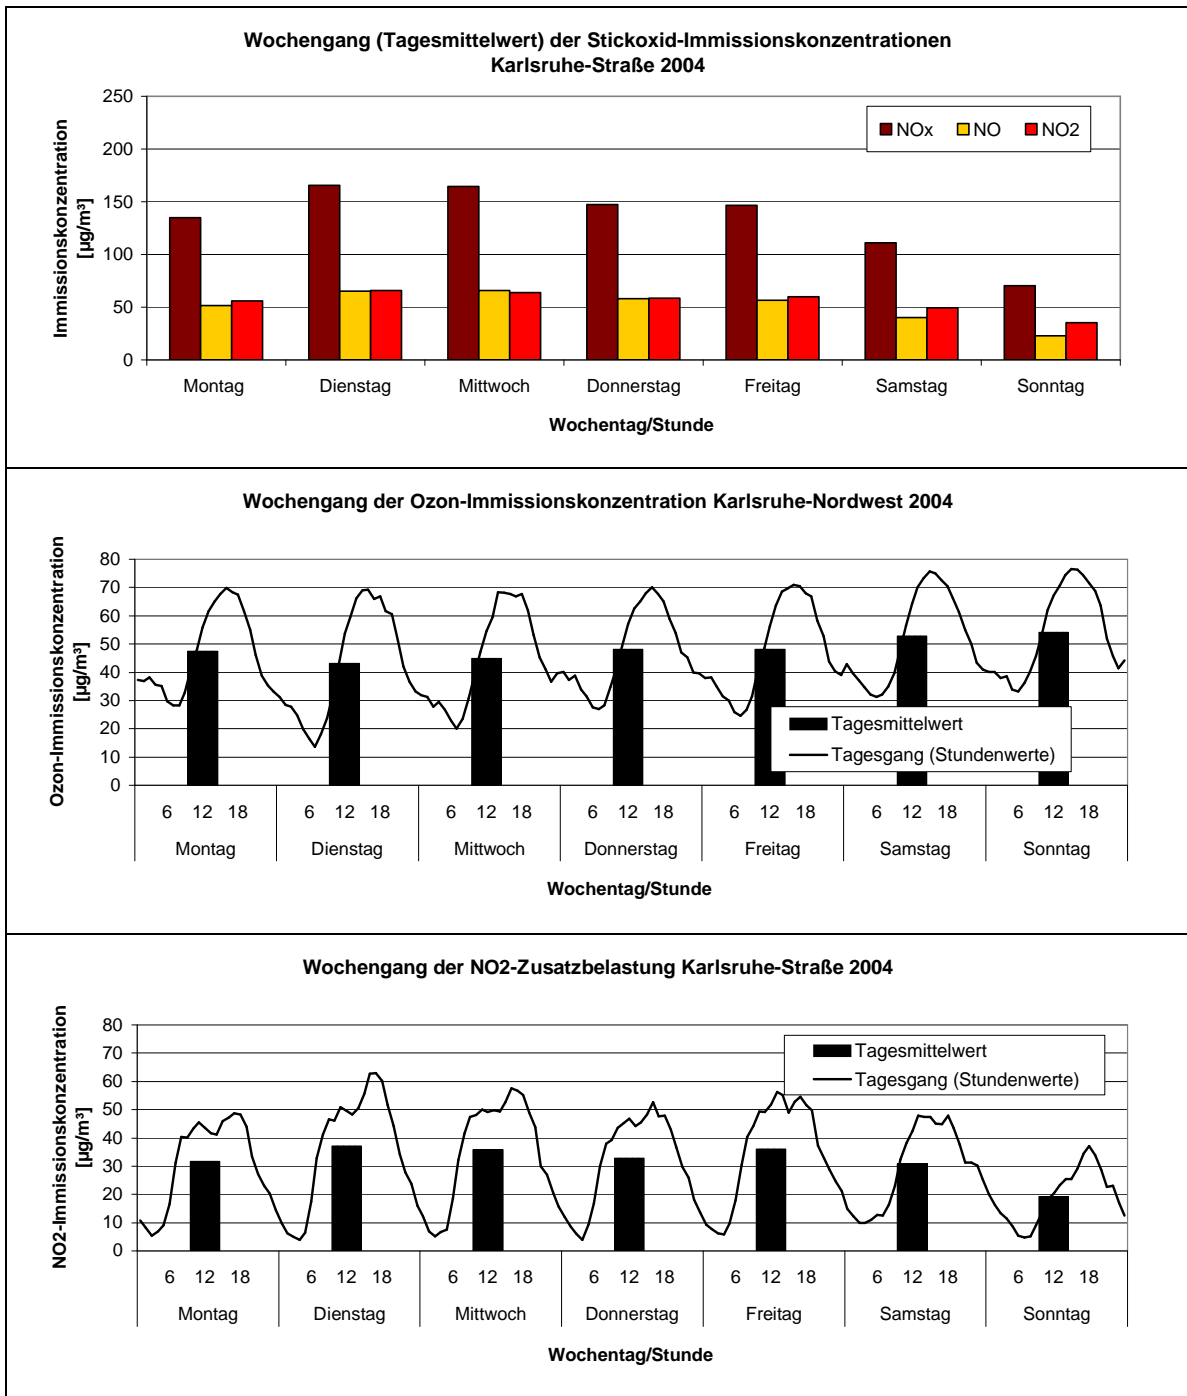 Wochengang (Tagesmittelwert) der Stickoxid-Immissionskonzentrationen
Karlsruhe-Straße 2004
Immissionskonzentration
[µg/m³]
250
200
150
100
50
0
NOx NO NO2
Montag Dienstag Mittwoch Donnerstag Freitag Samstag Sonntag
Wochentag/Stunde
Wochengang der Ozon-Immissionskonzentration Karlsruhe-Nordwest 2004
Ozon-Immissionskonzentration
[µg/m³]
80
70
60
50
40
30
20
10
0
Tagesmittelwert
Tagesgang (Stundenwerte)
6 12 18 6 12 18 6 12 18 6 12 18 6 12 18 6 12 18 6 12 18
Montag Dienstag Mittwoch Donnerstag Freitag Samstag Sonntag
Wochentag/Stunde
Wochengang der NO2-Zusatzbelastung Karlsruhe-Straße 2004
NO2-Immissionskonzentration
[µg/m³]
80
70
60
50
40
30
20
10
0
Tagesmittelwert
Tagesgang (Stundenwerte)
6 12 18 6 12 18 6 12 18 6 12 18 6 12 18 6 12 18 6 12 18
Montag Dienstag Mittwoch Donnerstag Freitag Samstag Sonntag
Wochentag/Stunde